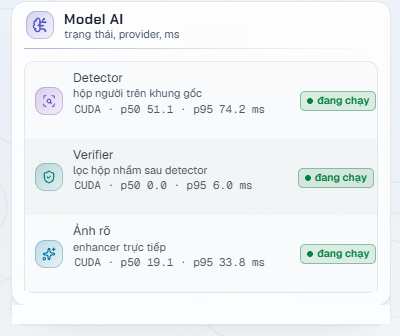 Model AI
trạng thái, provider, ms
Detector
hộp người trên khung gốc
CUDA · p50 51.1 · p95 74.2 ms
đang chạy
Verifier
lọc hộp nhầm sau detector
CUDA · p50 0.0 · p95 6.0 ms
đang chạy
Ảnh rõ
enhancer trực tiếp
CUDA · p50 19.1 · p95 33.8 ms
đang chạy